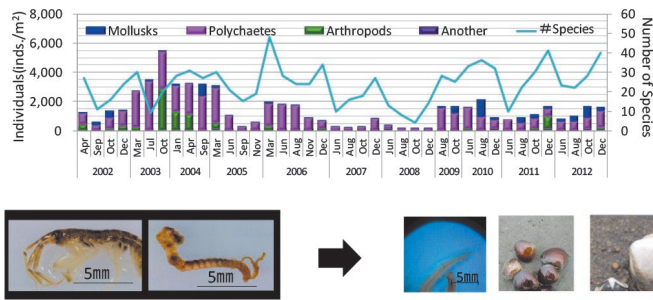 Mollusks Polychaetes Arthropods Another #Species
Individuals(inds./m²)
8,000
6,000
4,000
2,000
0
60
50
40
30
20
10
0
Number of Species
Apr Sep Oct Dec Mar Jul Oct Jan Apr Sep Mar Jun Sep Nov Mar Jun Aug Nov Dec Jun Aug Oct Dec Jun Aug Oct Dec Aug Oct Jun Aug Dec Jun Aug Oct Dec Jun Aug Oct Dec
2002 2003 2004 2005 2006 2007 2008 2009 2010 2011 2012
5mm 5mm 5mm